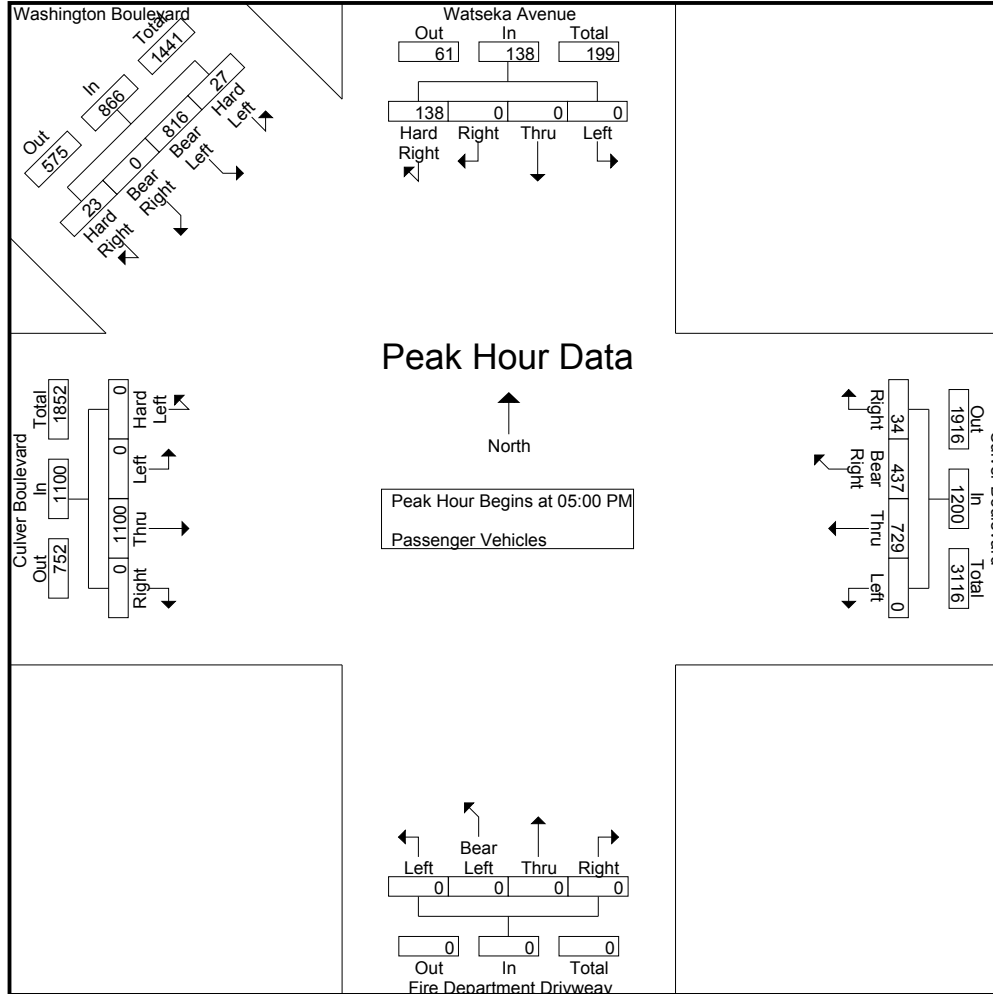 Washington Boulevard
Out
575
In
866
Total
1441
23
0
816
27
Hard Right
Bear Right
Bear Left
Hard Left
Watseka Avenue
Out In Total
61 138 199
138 0 0 0
Hard Right Right Thru Left
Peak Hour Data
North
Peak Hour Begins at 05:00 PM
Passenger Vehicles
Culver Boulevard
Out In Total
752 1100 1852
0 1100 0 0
Right Thru Left Hard Left
Out In Total
1916 1200 3116
34 437 729 0
Right Bear Right Thru Left
Left Bear Left Thru Right
0 0 0 0
0 0 0
Out In Total
Fire Department Driveway